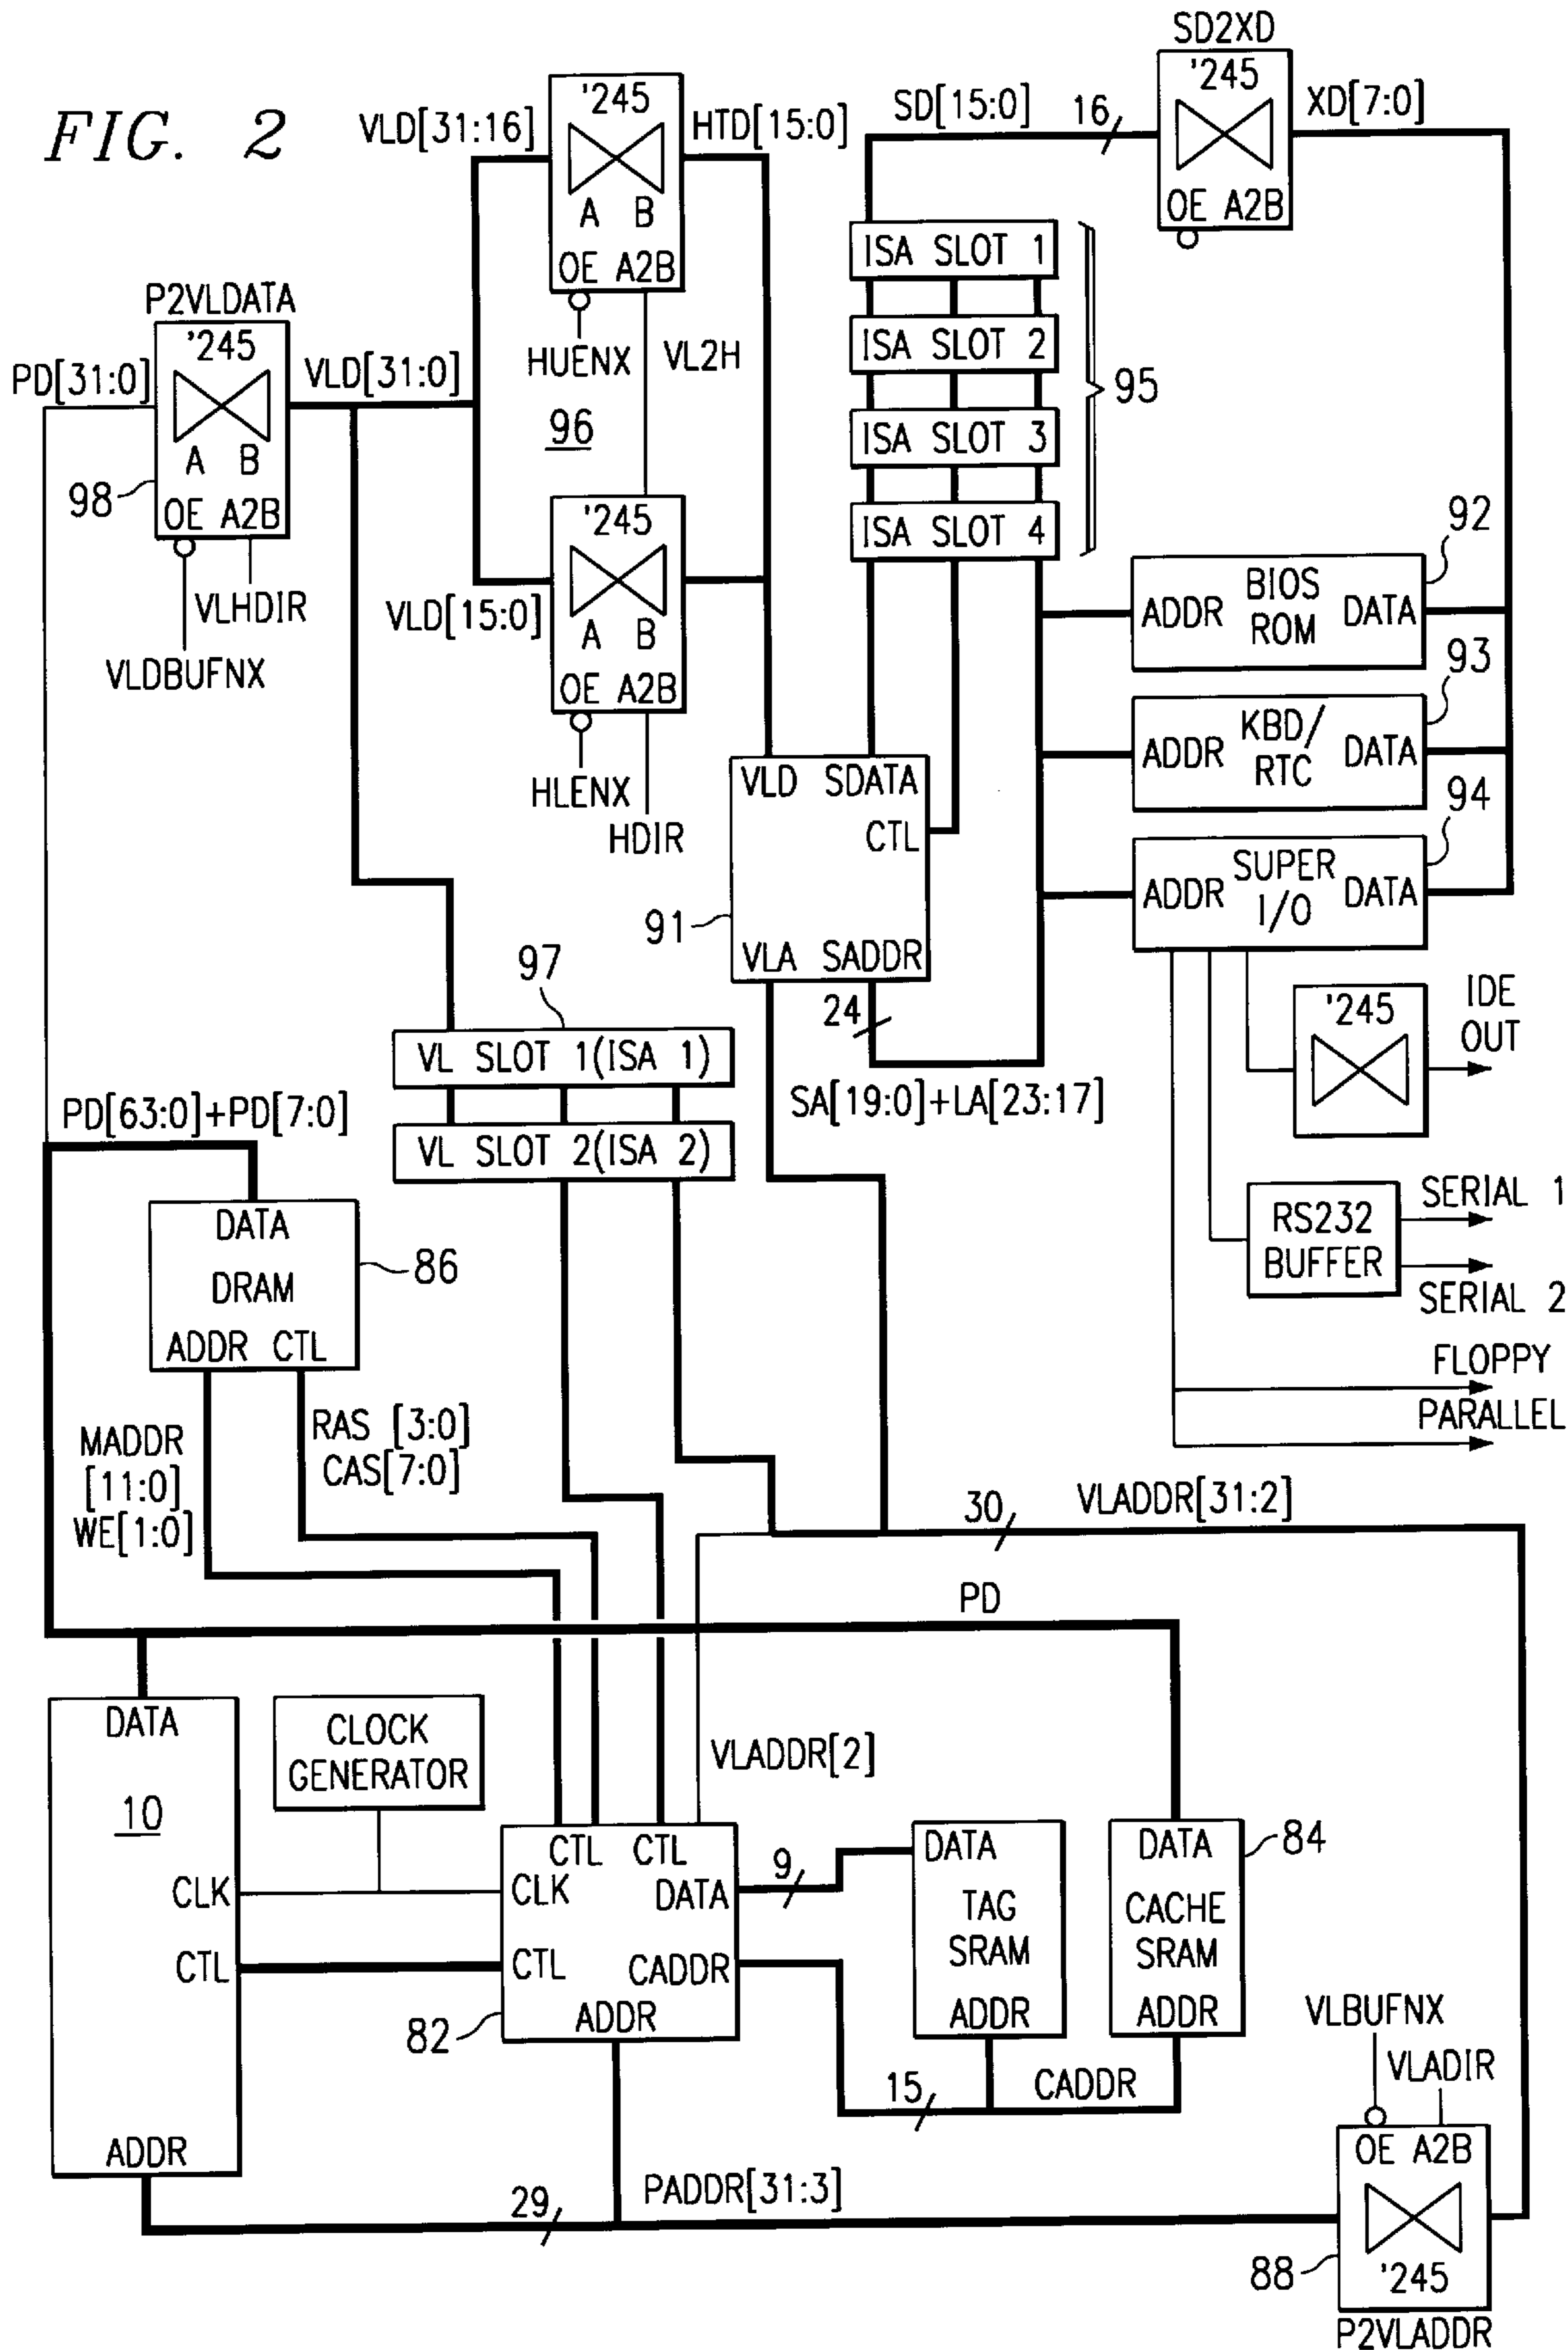 FIG. 2
SD2XD
'245
OE A2B
SD[15:0]
16
XD[7:0]
VLD[31:16]
'245
A B
OE A2B
HTD[15:0]
HUENX
VL2H
96
P2VLDATA
'245
A B
OE A2B
PD[31:0]
VLD[31:0]
98
VLHDIR
VLDBUFNX
VLD[15:0]
'245
A B
OE A2B
HLENX
HDIR
ISA SLOT 1
ISA SLOT 2
ISA SLOT 3
ISA SLOT 4
95
92
ADDR BIOS ROM DATA
93
ADDR KBD/ RTC DATA
94
ADDR SUPER I/O DATA
VLD SDATA
CTL
VLA SADDR
91
24
SA[19:0]+LA[23:17]
97
VL SLOT 1(ISA 1)
VL SLOT 2(ISA 2)
'245
IDE
OUT
RS232
BUFFER
SERIAL 1
SERIAL 2
FLOPPY
PARALLEL
PD[63:0]+PD[7:0]
DATA
DRAM
ADDR CTL
86
MADDR
[11:0]
WE[1:0]
RAS [3:0]
CAS[7:0]
30
VLADDR[31:2]
PD
DATA
10
CLK
CTL
ADDR
CLOCK
GENERATOR
VLADDR[2]
CTL CTL
CLK DATA
CTL CADDR
ADDR
82
9
DATA
TAG
SRAM
ADDR
DATA
CACHE
SRAM
ADDR
84
15
CADDR
VLBUFNX
VLADIR
OE A2B
'245
88
P2VLADDR
29
PADDR[31:3]